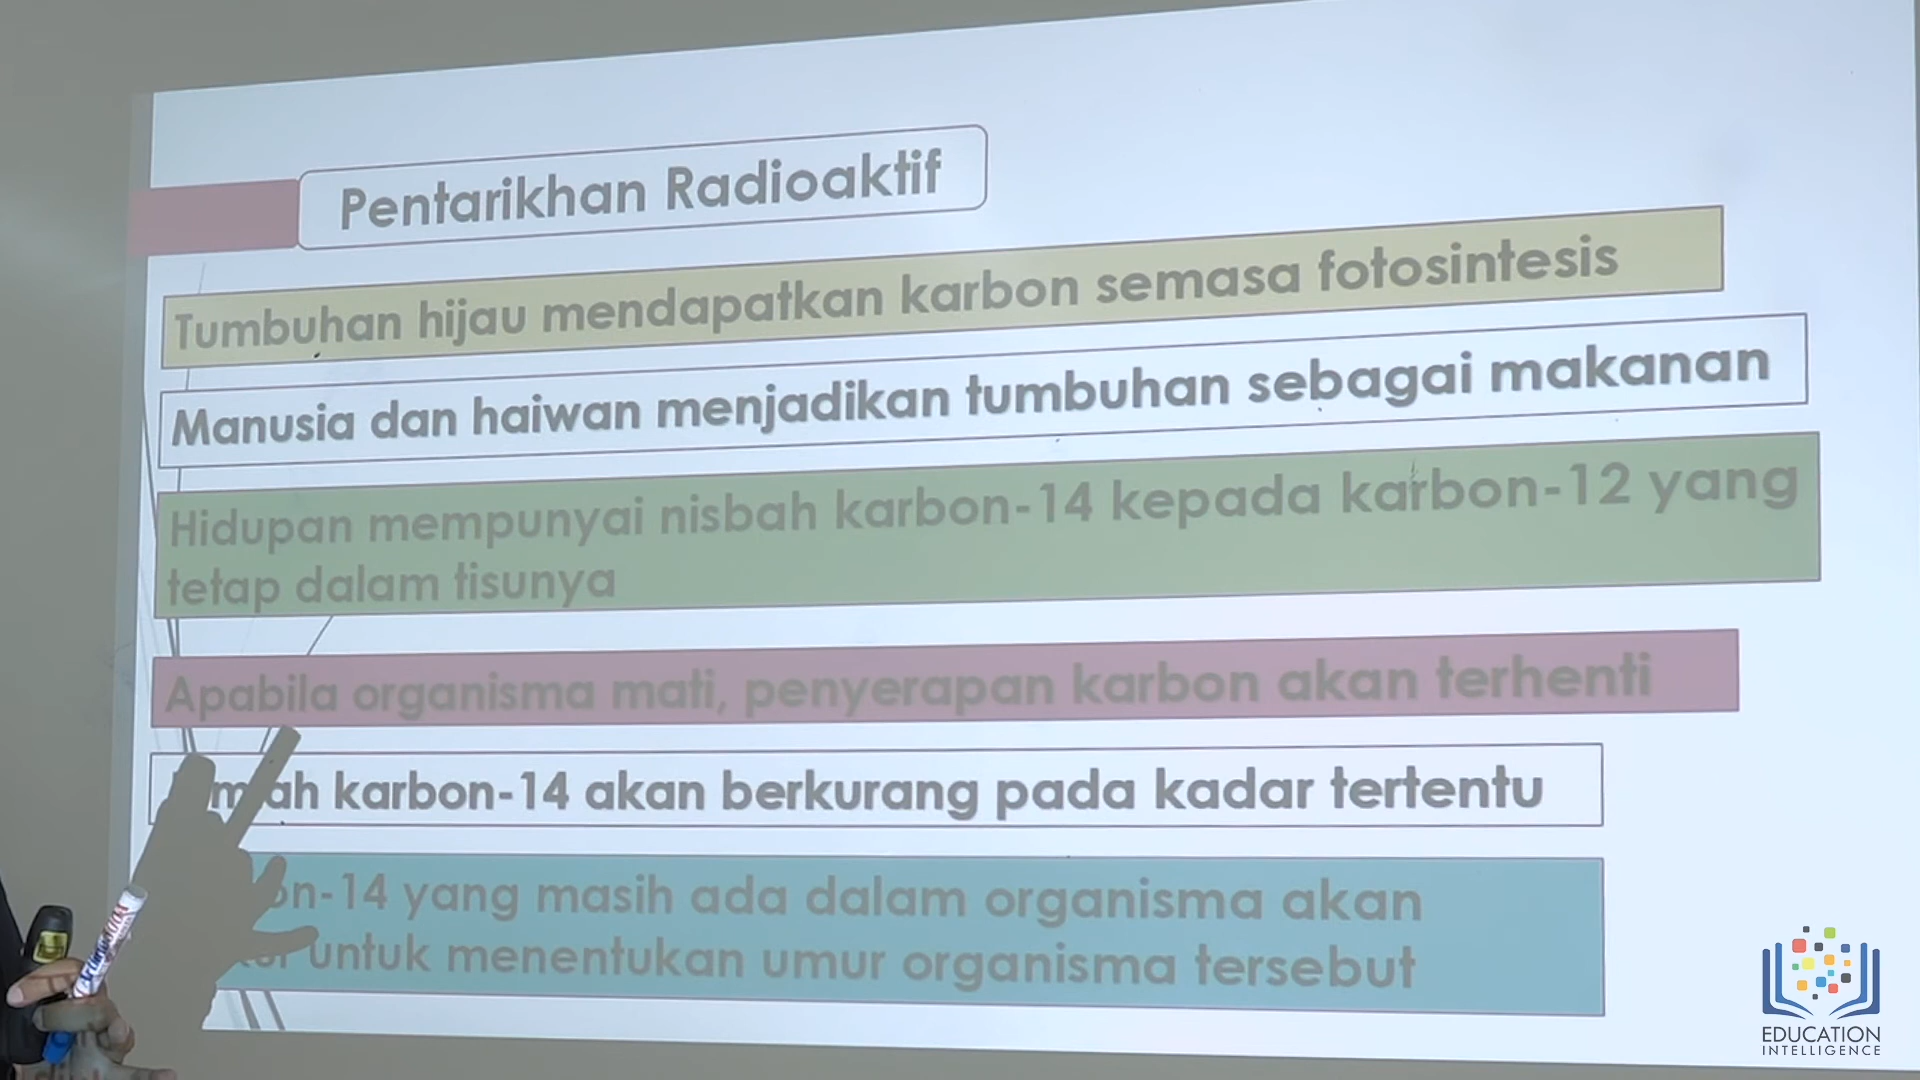 Pentarikhan Radioaktif
Tumbuhan hijau mendapatkan karbon semasa fotosintesis
Manusia dan haiwan menjadikan tumbuhan sebagai makanan
Hidupan mempunyai nisbah karbon-14 kepada karbon-12 yang
tetap dalam tisunya
Apabila organisma mati, penyerapan karbon akan terhenti
karbon-14 akan berkurang pada kadar tertentu
yang masih ada dalam organisma akan
untuk menentukan umur organisma tersebut
EDUCATION
INTELLIGENCE